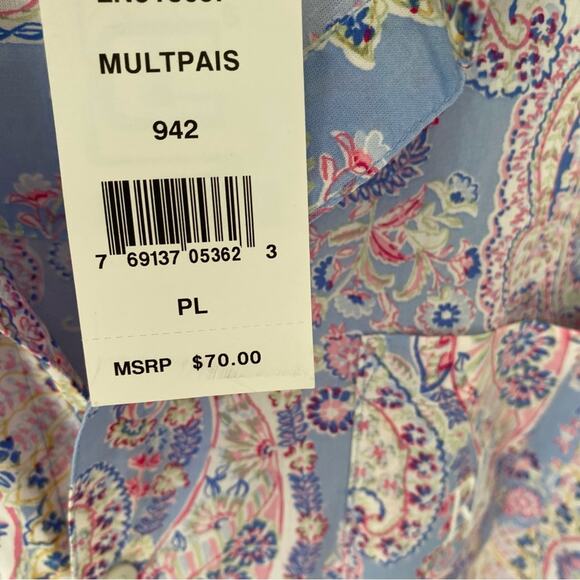 MULTPAIS
942
7 69137 05362 3
PL
MSRP $70.00